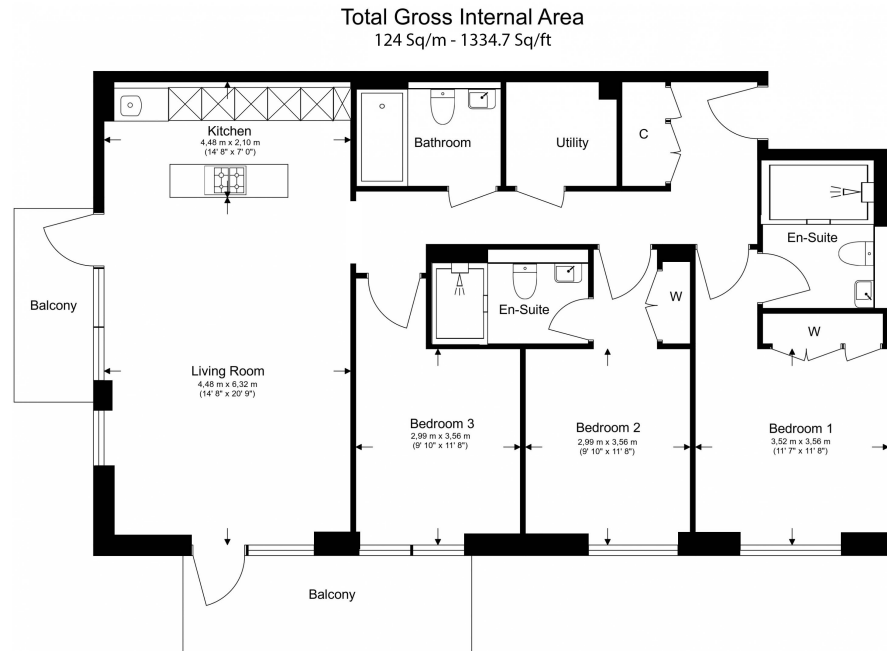 Total Gross Internal Area
124 Sq/m - 1334.7 Sq/ft
Kitchen
4,48 m x 2,10 m
(14' 8" x 7' 0")
Bathroom
Utility
C
En-Suite
Balcony
En-Suite
W
W
Living Room
4,48 m x 6,32 m
(14' 8" x 20' 9")
Bedroom 3
2,99 m x 3,56 m
(9' 10" x 11' 8")
Bedroom 2
2,99 m x 3,56 m
(9' 10" x 11' 8")
Bedroom 1
3,52 m x 3,56 m
(11' 7" x 11' 8")
Balcony